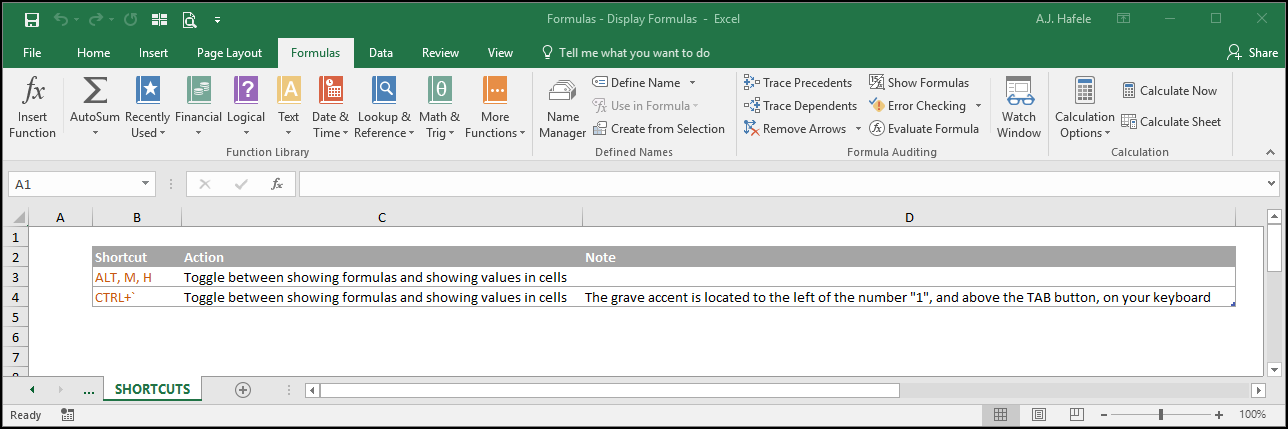 Formulas - Display Formulas - Excel
A.J. Hafele
File Home Insert Page Layout Formulas Data Review View Tell me what you want to do Share
fx Σ ? A θ ...
Insert Function
AutoSum
Recently Used
Financial
Logical
Text
Date & Time
Lookup & Reference
Math & Trig
More Functions
Function Library
Name Manager
Define Name
Use in Formula
Create from Selection
Defined Names
Trace Precedents
Trace Dependents
Remove Arrows
Show Formulas
Error Checking
Evaluate Formula
Watch Window
Formula Auditing
Calculation Options
Calculate Now
Calculate Sheet
Calculation
A1 fx
A B C D
1
2 Shortcut Action Note
3 ALT, M, H Toggle between showing formulas and showing values in cells
4 CTRL+` Toggle between showing formulas and showing values in cells The grave accent is located to the left of the number "1", and above the TAB button, on your keyboard
5
6
7
8
... SHORTCUTS
Ready 100%